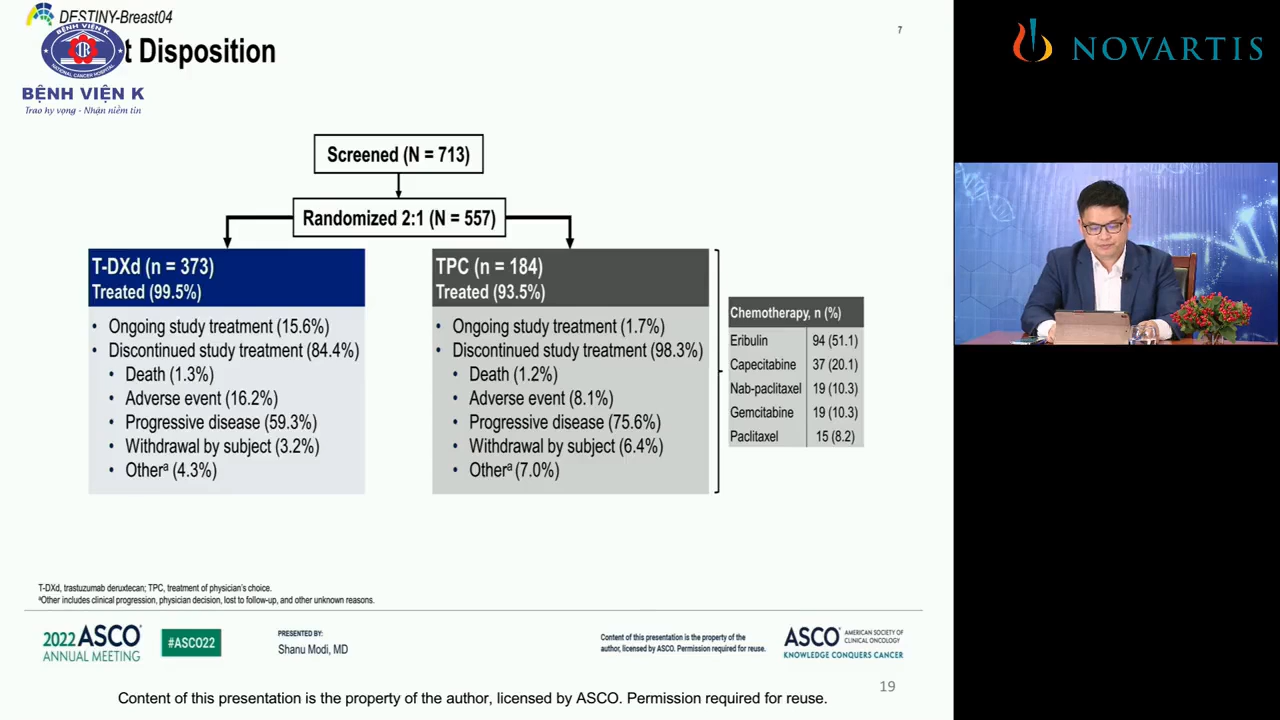 DESTINY-Breast04
7
t Disposition
BỆNH VIỆN K
NATIONAL CANCER HOSPITAL
BỆNH VIỆN K
Trao hy vọng - Nhận niềm tin
NOVARTIS
Screened (N = 713)
Randomized 2:1 (N = 557)
T-DXd (n = 373)
Treated (99.5%)
• Ongoing study treatment (15.6%)
• Discontinued study treatment (84.4%)
• Death (1.3%)
• Adverse event (16.2%)
• Progressive disease (59.3%)
• Withdrawal by subject (3.2%)
• Otherᵃ (4.3%)
TPC (n = 184)
Treated (93.5%)
• Ongoing study treatment (1.7%)
• Discontinued study treatment (98.3%)
• Death (1.2%)
• Adverse event (8.1%)
• Progressive disease (75.6%)
• Withdrawal by subject (6.4%)
• Otherᵃ (7.0%)
Chemotherapy, n (%)
Eribulin 94 (51.1)
Capecitabine 37 (20.1)
Nab-paclitaxel 19 (10.3)
Gemcitabine 19 (10.3)
Paclitaxel 15 (8.2)
T-DXd, trastuzumab deruxtecan; TPC, treatment of physician's choice.
ᵃOther includes clinical progression, physician decision, lost to follow-up, and other unknown reasons.
2022 ASCO
ANNUAL MEETING
#ASCO22
PRESENTED BY:
Shanu Modi, MD
Content of this presentation is the property of the
author, licensed by ASCO. Permission required for reuse.
ASCO AMERICAN SOCIETY OF
CLINICAL ONCOLOGY
KNOWLEDGE CONQUERS CANCER
19
Content of this presentation is the property of the author, licensed by ASCO. Permission required for reuse.